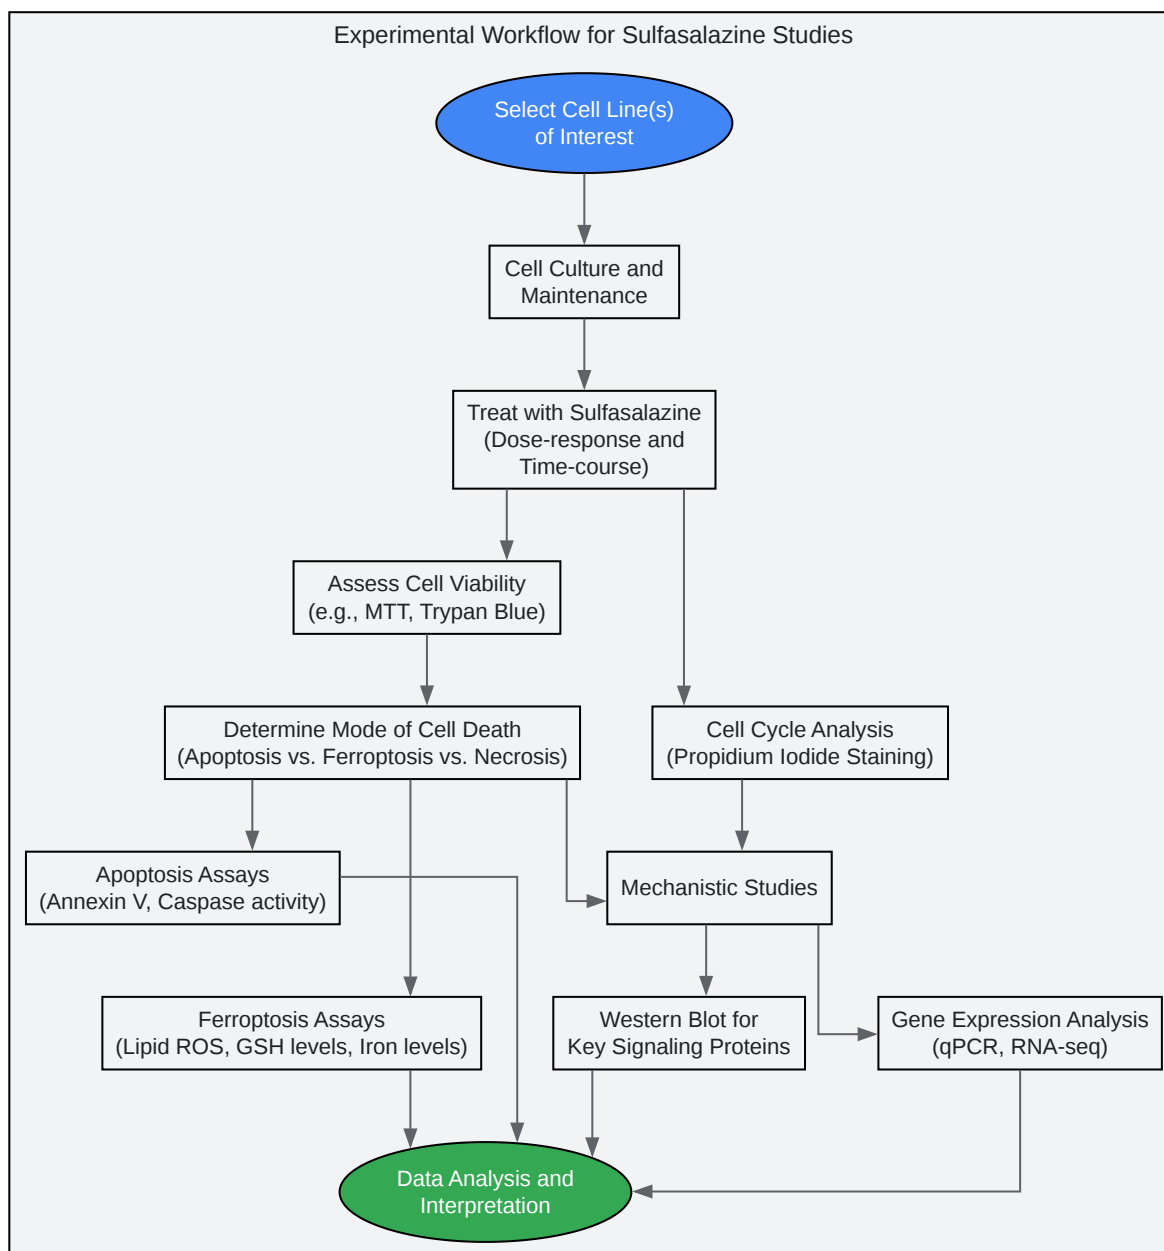 Experimental Workflow for Sulfasalazine Studies
Select Cell Line(s)
of Interest
Cell Culture and
Maintenance
Treat with Sulfasalazine
(Dose-response and
Time-course)
Assess Cell Viability
(e.g., MTT, Trypan Blue)
Determine Mode of Cell Death
(Apoptosis vs. Ferroptosis vs. Necrosis)
Cell Cycle Analysis
(Propidium Iodide Staining)
Apoptosis Assays
(Annexin V, Caspase activity)
Mechanistic Studies
Ferroptosis Assays
(Lipid ROS, GSH levels, Iron levels)
Western Blot for
Key Signaling Proteins
Gene Expression Analysis
(qPCR, RNA-seq)
Data Analysis and
Interpretation